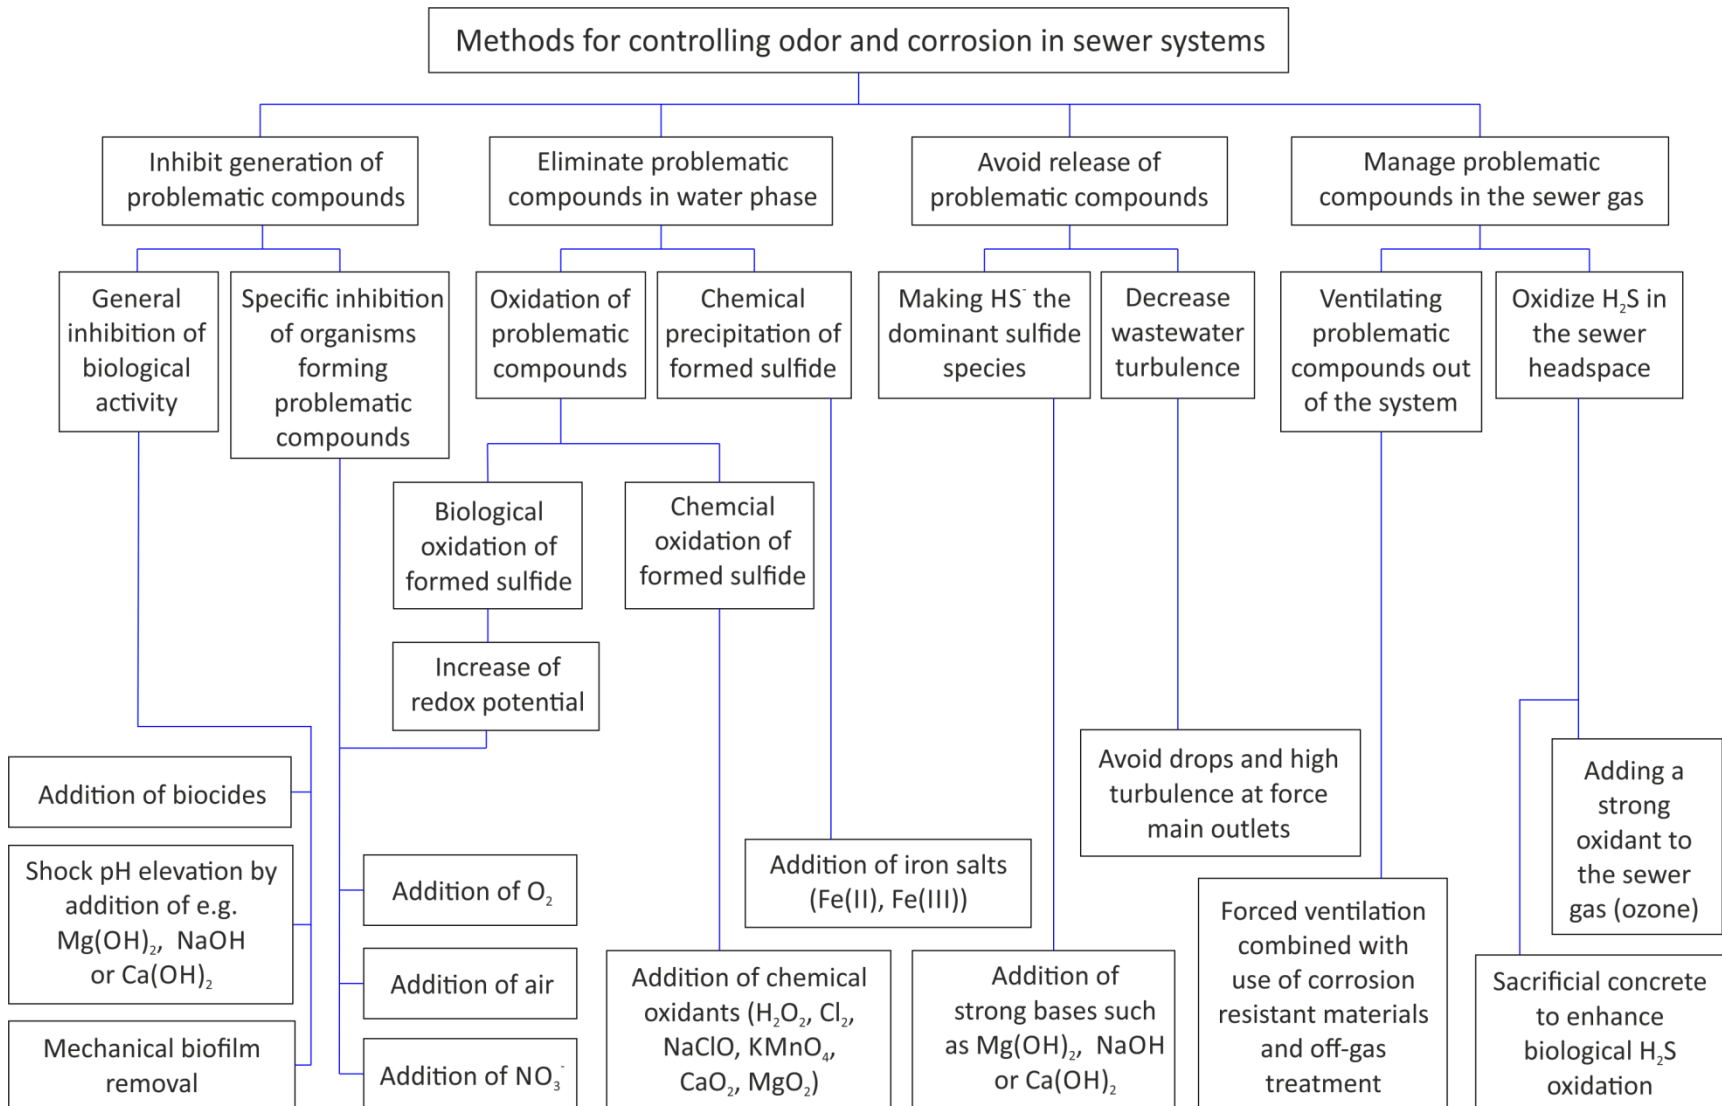 Methods for controlling odor and corrosion in sewer systems
Inhibit generation of
problematic compounds
Eliminate problematic
compounds in water phase
Avoid release of
problematic compounds
Manage problematic
compounds in the sewer gas
General
inhibition of
biological
activity
Specific inhibition
of organisms
forming
problematic
compounds
Oxidation of
problematic
compounds
Chemical
precipitation of
formed sulfide
Making HS⁻ the
dominant sulfide
species
Decrease
wastewater
turbulence
Ventilating
problematic
compounds out
of the system
Oxidize H₂S in
the sewer
headspace
Biological
oxidation of
formed sulfide
Chemcial
oxidation of
formed sulfide
Increase of
redox potential
Addition of biocides
Shock pH elevation by
addition of e.g.
Mg(OH)₂, NaOH
or Ca(OH)₂
Mechanical biofilm
removal
Addition of O₂
Addition of air
Addition of NO₃⁻
Addition of chemical
oxidants (H₂O₂, Cl₂,
NaClO, KMnO₄,
CaO₂, MgO₂)
Addition of iron salts
(Fe(II), Fe(III))
Addition of
strong bases such
as Mg(OH)₂, NaOH
or Ca(OH)₂
Avoid drops and high
turbulence at force
main outlets
Forced ventilation
combined with
use of corrosion
resistant materials
and off-gas
treatment
Adding a
strong
oxidant to
the sewer
gas (ozone)
Sacrificial concrete
to enhance
biological H₂S
oxidation